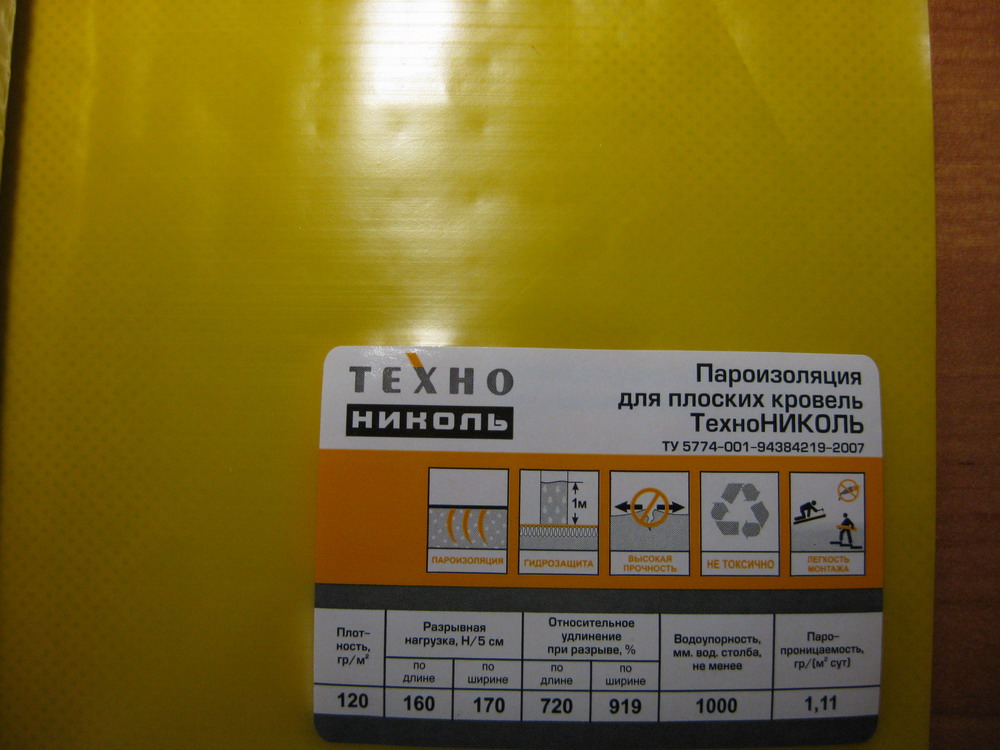 ТЕХНО
НИКОЛЬ
Пароизоляция
для плоских кровель
ТехноНИКОЛЬ
ТУ 5774-001-94384219-2007
1м
ПАРОИЗОЛЯЦИЯ
ГИДРОЗАЩИТА
ВЫСОКАЯ
ПРОЧНОСТЬ
НЕ ТОКСИЧНО
ЛЕГКОСТЬ
МОНТАЖА
Плот-
ность,
гр/м²
Разрывная
нагрузка, Н/5 см
по
длине
по
ширине
Относительное
удлинение
при разрыве, %
по
длине
по
ширине
Водоупорность,
мм. вод. столба,
не менее
Паро-
проницаемость,
гр/(м² сут)
120 160 170 720 919 1000 1,11